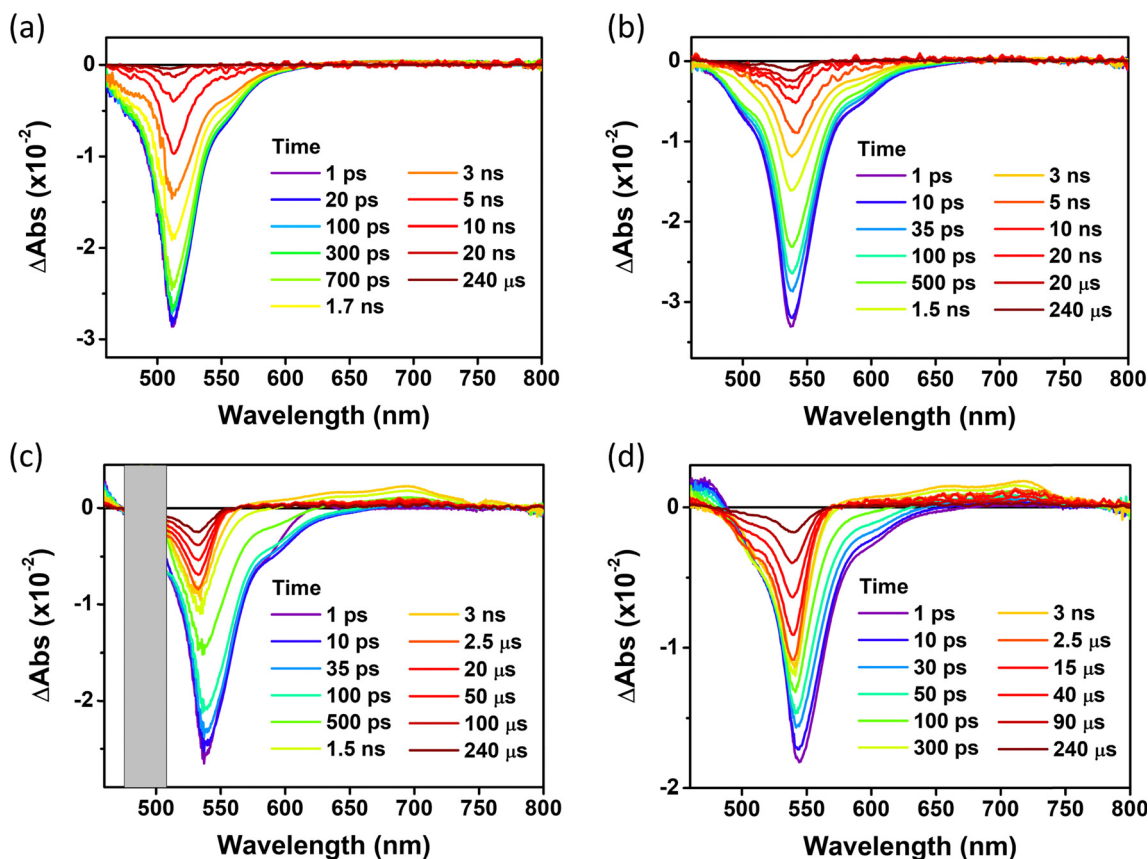 (a)
0
-1
-2
-3
ΔAbs (x10-2)
Time
1 ps
20 ps
100 ps
300 ps
700 ps
1.7 ns
3 ns
5 ns
10 ns
20 ns
240 μs
500 550 600 650 700 750 800
Wavelength (nm)
(b)
0
-1
-2
-3
ΔAbs (x10-2)
Time
1 ps
10 ps
35 ps
100 ps
500 ps
1.5 ns
3 ns
5 ns
10 ns
20 ns
20 μs
240 μs
500 550 600 650 700 750 800
Wavelength (nm)
(c)
0
-1
-2
ΔAbs (x10-2)
Time
1 ps
10 ps
35 ps
100 ps
500 ps
1.5 ns
3 ns
2.5 μs
20 μs
50 μs
100 μs
240 μs
500 550 600 650 700 750 800
Wavelength (nm)
(d)
0
-1
-2
ΔAbs (x10-2)
Time
1 ps
10 ps
30 ps
50 ps
100 ps
300 ps
3 ns
2.5 μs
15 μs
40 μs
90 μs
240 μs
500 550 600 650 700 750 800
Wavelength (nm)